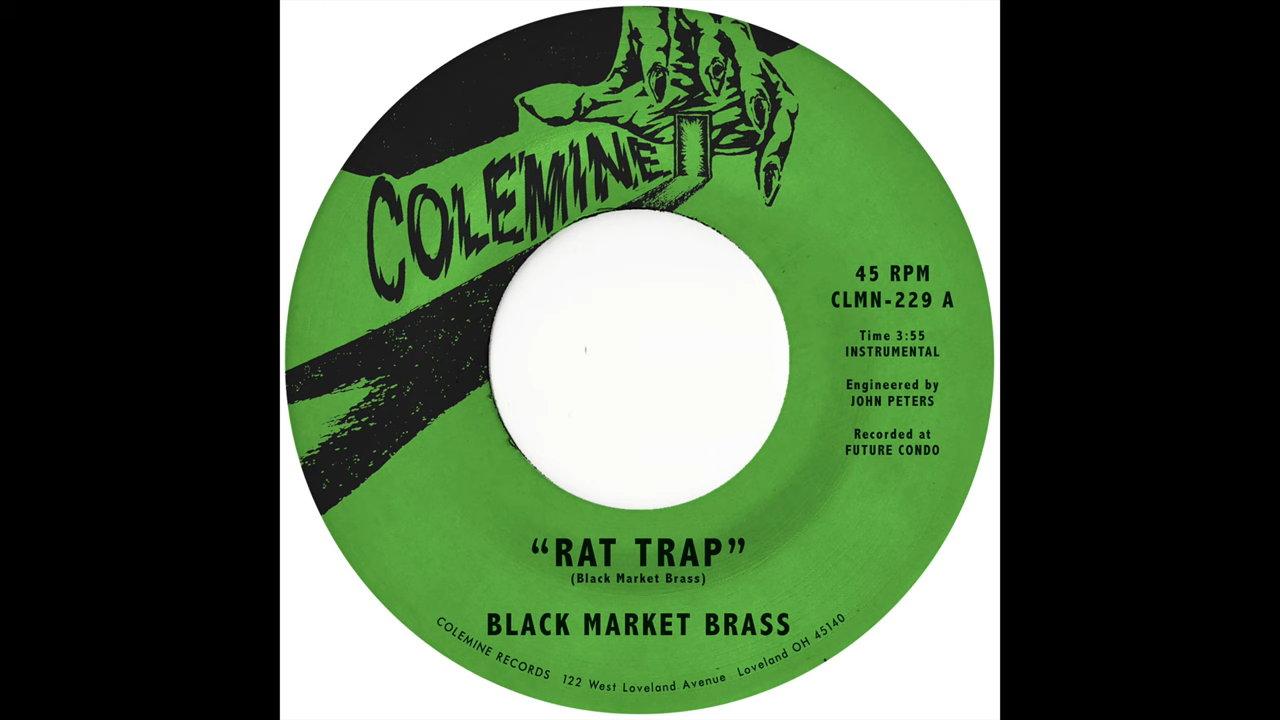 COLEMINE
45 RPM
CLMN-229 A
Time 3:55
INSTRUMENTAL
Engineered by
JOHN PETERS
Recorded at
FUTURE CONDO
“RAT TRAP”
(Black Market Brass)
BLACK MARKET BRASS
COLEMINE RECORDS 122 West Loveland Avenue Loveland OH 45140